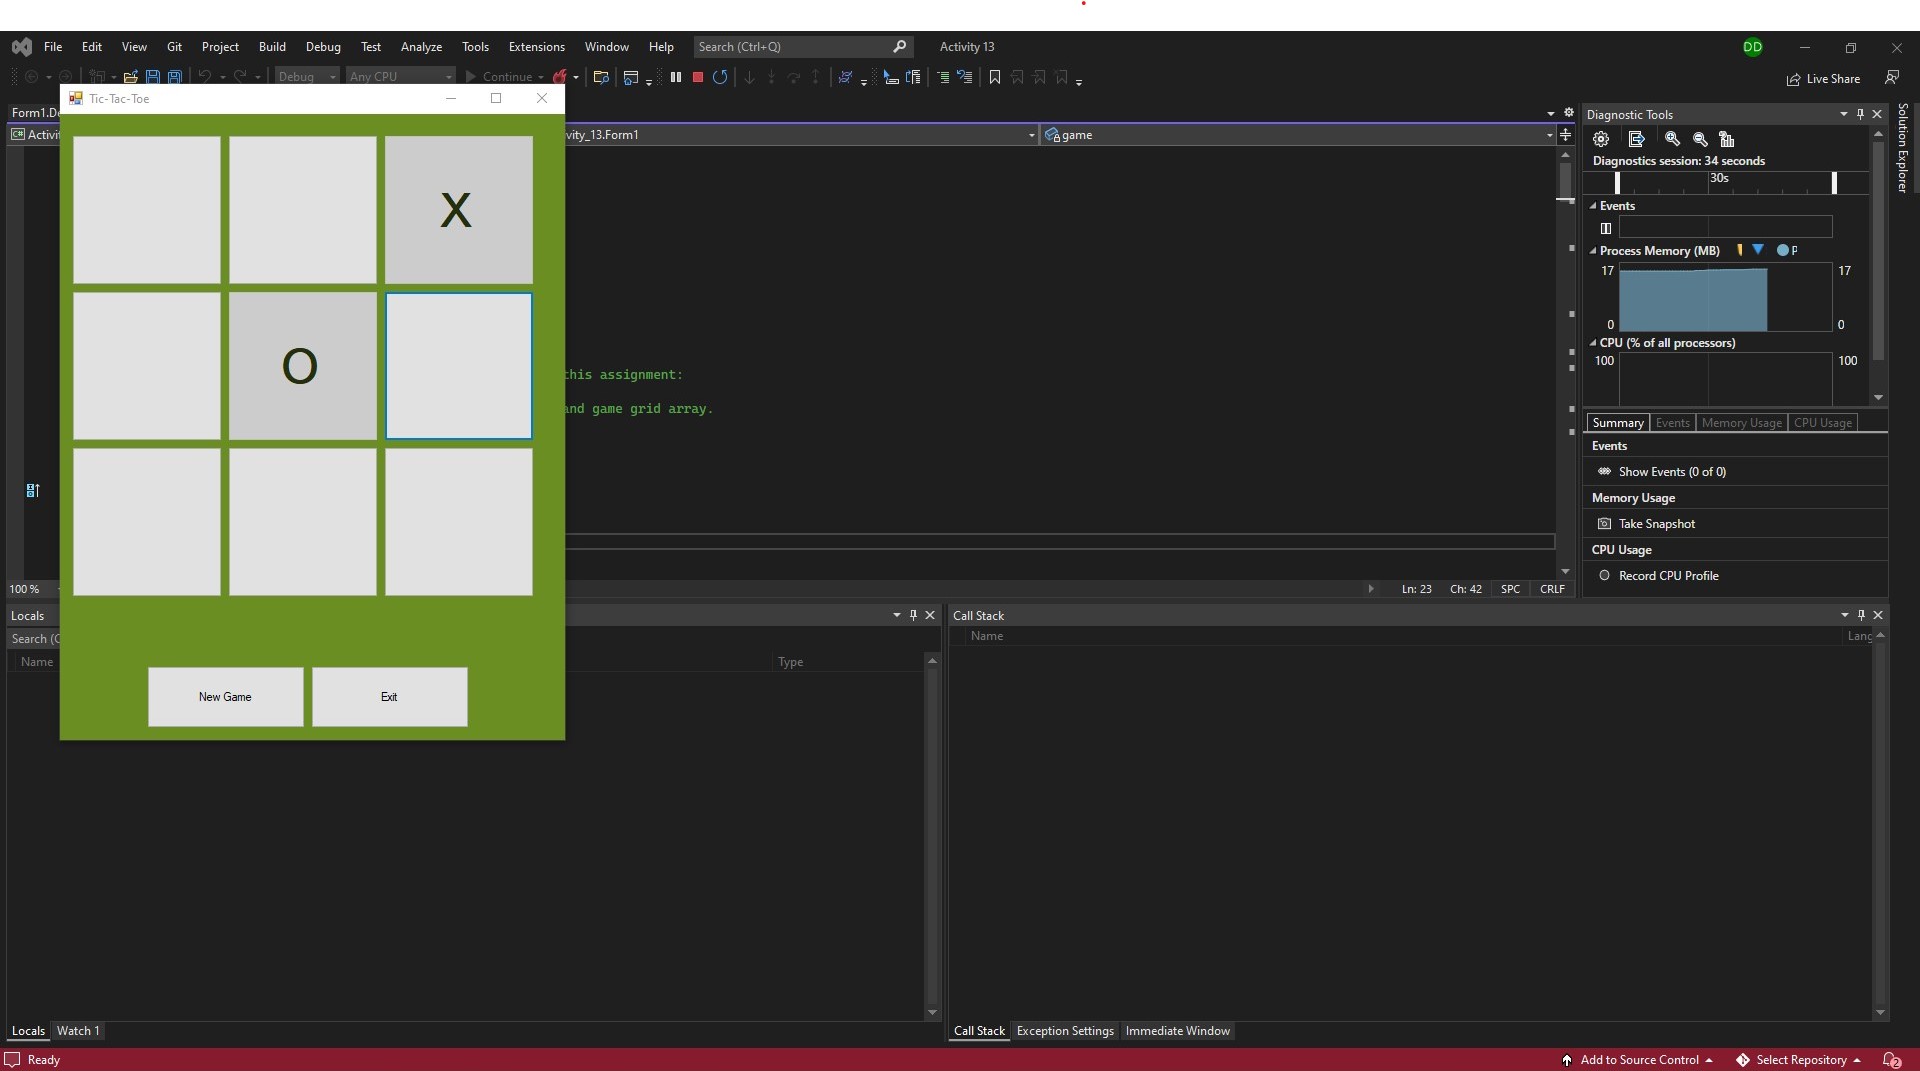 File Edit View Git Project Build Debug Test Analyze Tools Extensions Window Help Search (Ctrl+Q) Activity 13 DD
Debug Any CPU Continue Live Share
Tic-Tac-Toe
Form1.De
Activi
vity_13.Form1
game
X
O
New Game
Exit
this assignment:
and game grid array.
100 %
Ln: 23 Ch: 42 SPC CRLF
Diagnostic Tools
Diagnostics session: 34 seconds
30s
Events
Process Memory (MB) P
17 17
0 0
CPU (% of all processors)
100 100
Summary Events Memory Usage CPU Usage
Events
Show Events (0 of 0)
Memory Usage
Take Snapshot
CPU Usage
Record CPU Profile
Solution Explorer
Locals
Search (C
Name Type
Locals Watch 1
Call Stack
Name Lang
Call Stack Exception Settings Immediate Window
Ready
Add to Source Control Select Repository 2